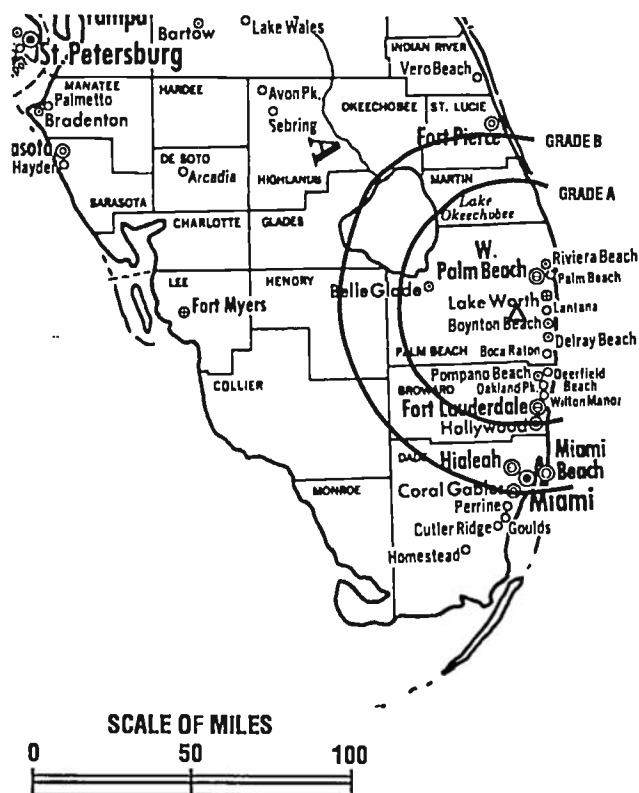 Tampa
St. Petersburg
Bartow
Lake Wales
INDIAN RIVER
Vero Beach
MANATEE
Palmetto
Bradenton
HARDEE
Avon Pk.
Sebring
OKEECHOBEE
ST. LUCIE
Fort Pierce
GRADE B
asota
Hayden
DE SOTO
Arcadia
HIGHLANDS
MARTIN
GRADE A
SARASOTA
CHARLOTTE
GLADES
Lake
Okeechobee
W.
Palm Beach
Riviera Beach
Palm Beach
LEE
HENDRY
Belle Glade
Fort Myers
Lake Worth
Lantana
Boynton Beach
Delray Beach
PALM BEACH
Boca Raton
COLLIER
Pompano Beach
Deerfield
Beach
BROWARD
Oakland Pk.
Wilton Manor
Fort Lauderdale
Hollywood
DADE
Hialeah
Miami
Beach
MONROE
Coral Gables
Miami
Perrine
Cutler Ridge
Goulds
Homestead
SCALE OF MILES
0 50 100